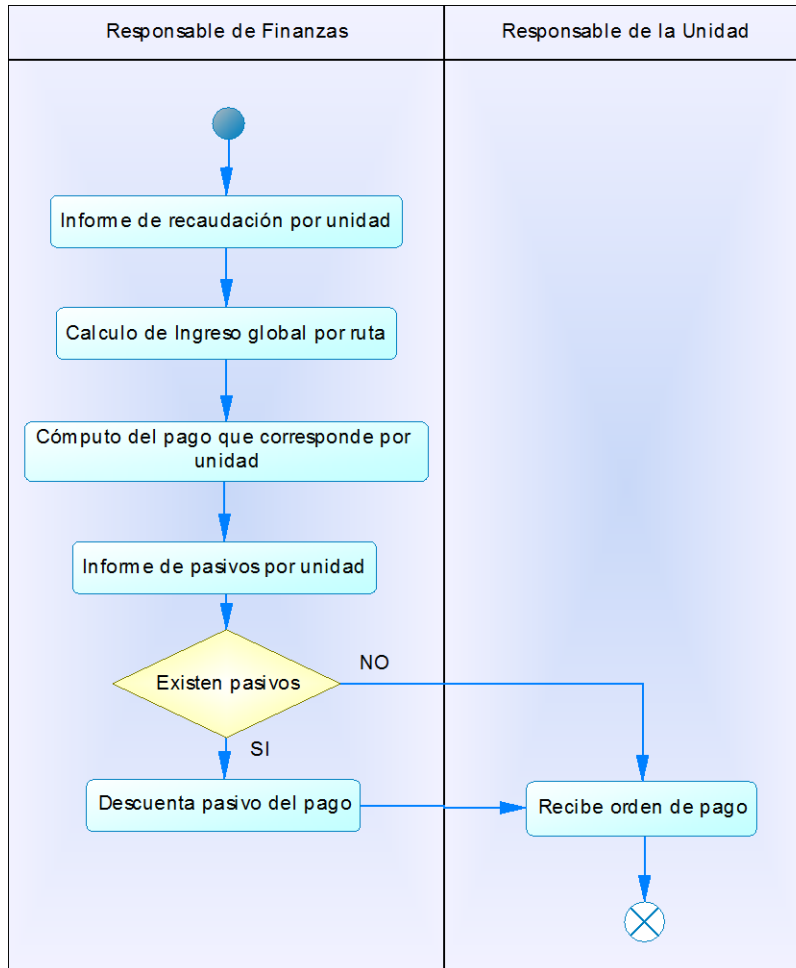 Responsable de Finanzas
Responsable de la Unidad
Informe de recaudación por unidad
Calculo de Ingreso global por ruta
Cómputo del pago que corresponde por
unidad
Informe de pasivos por unidad
Existen pasivos
NO
SI
Descuenta pasivo del pago
Recibe orden de pago